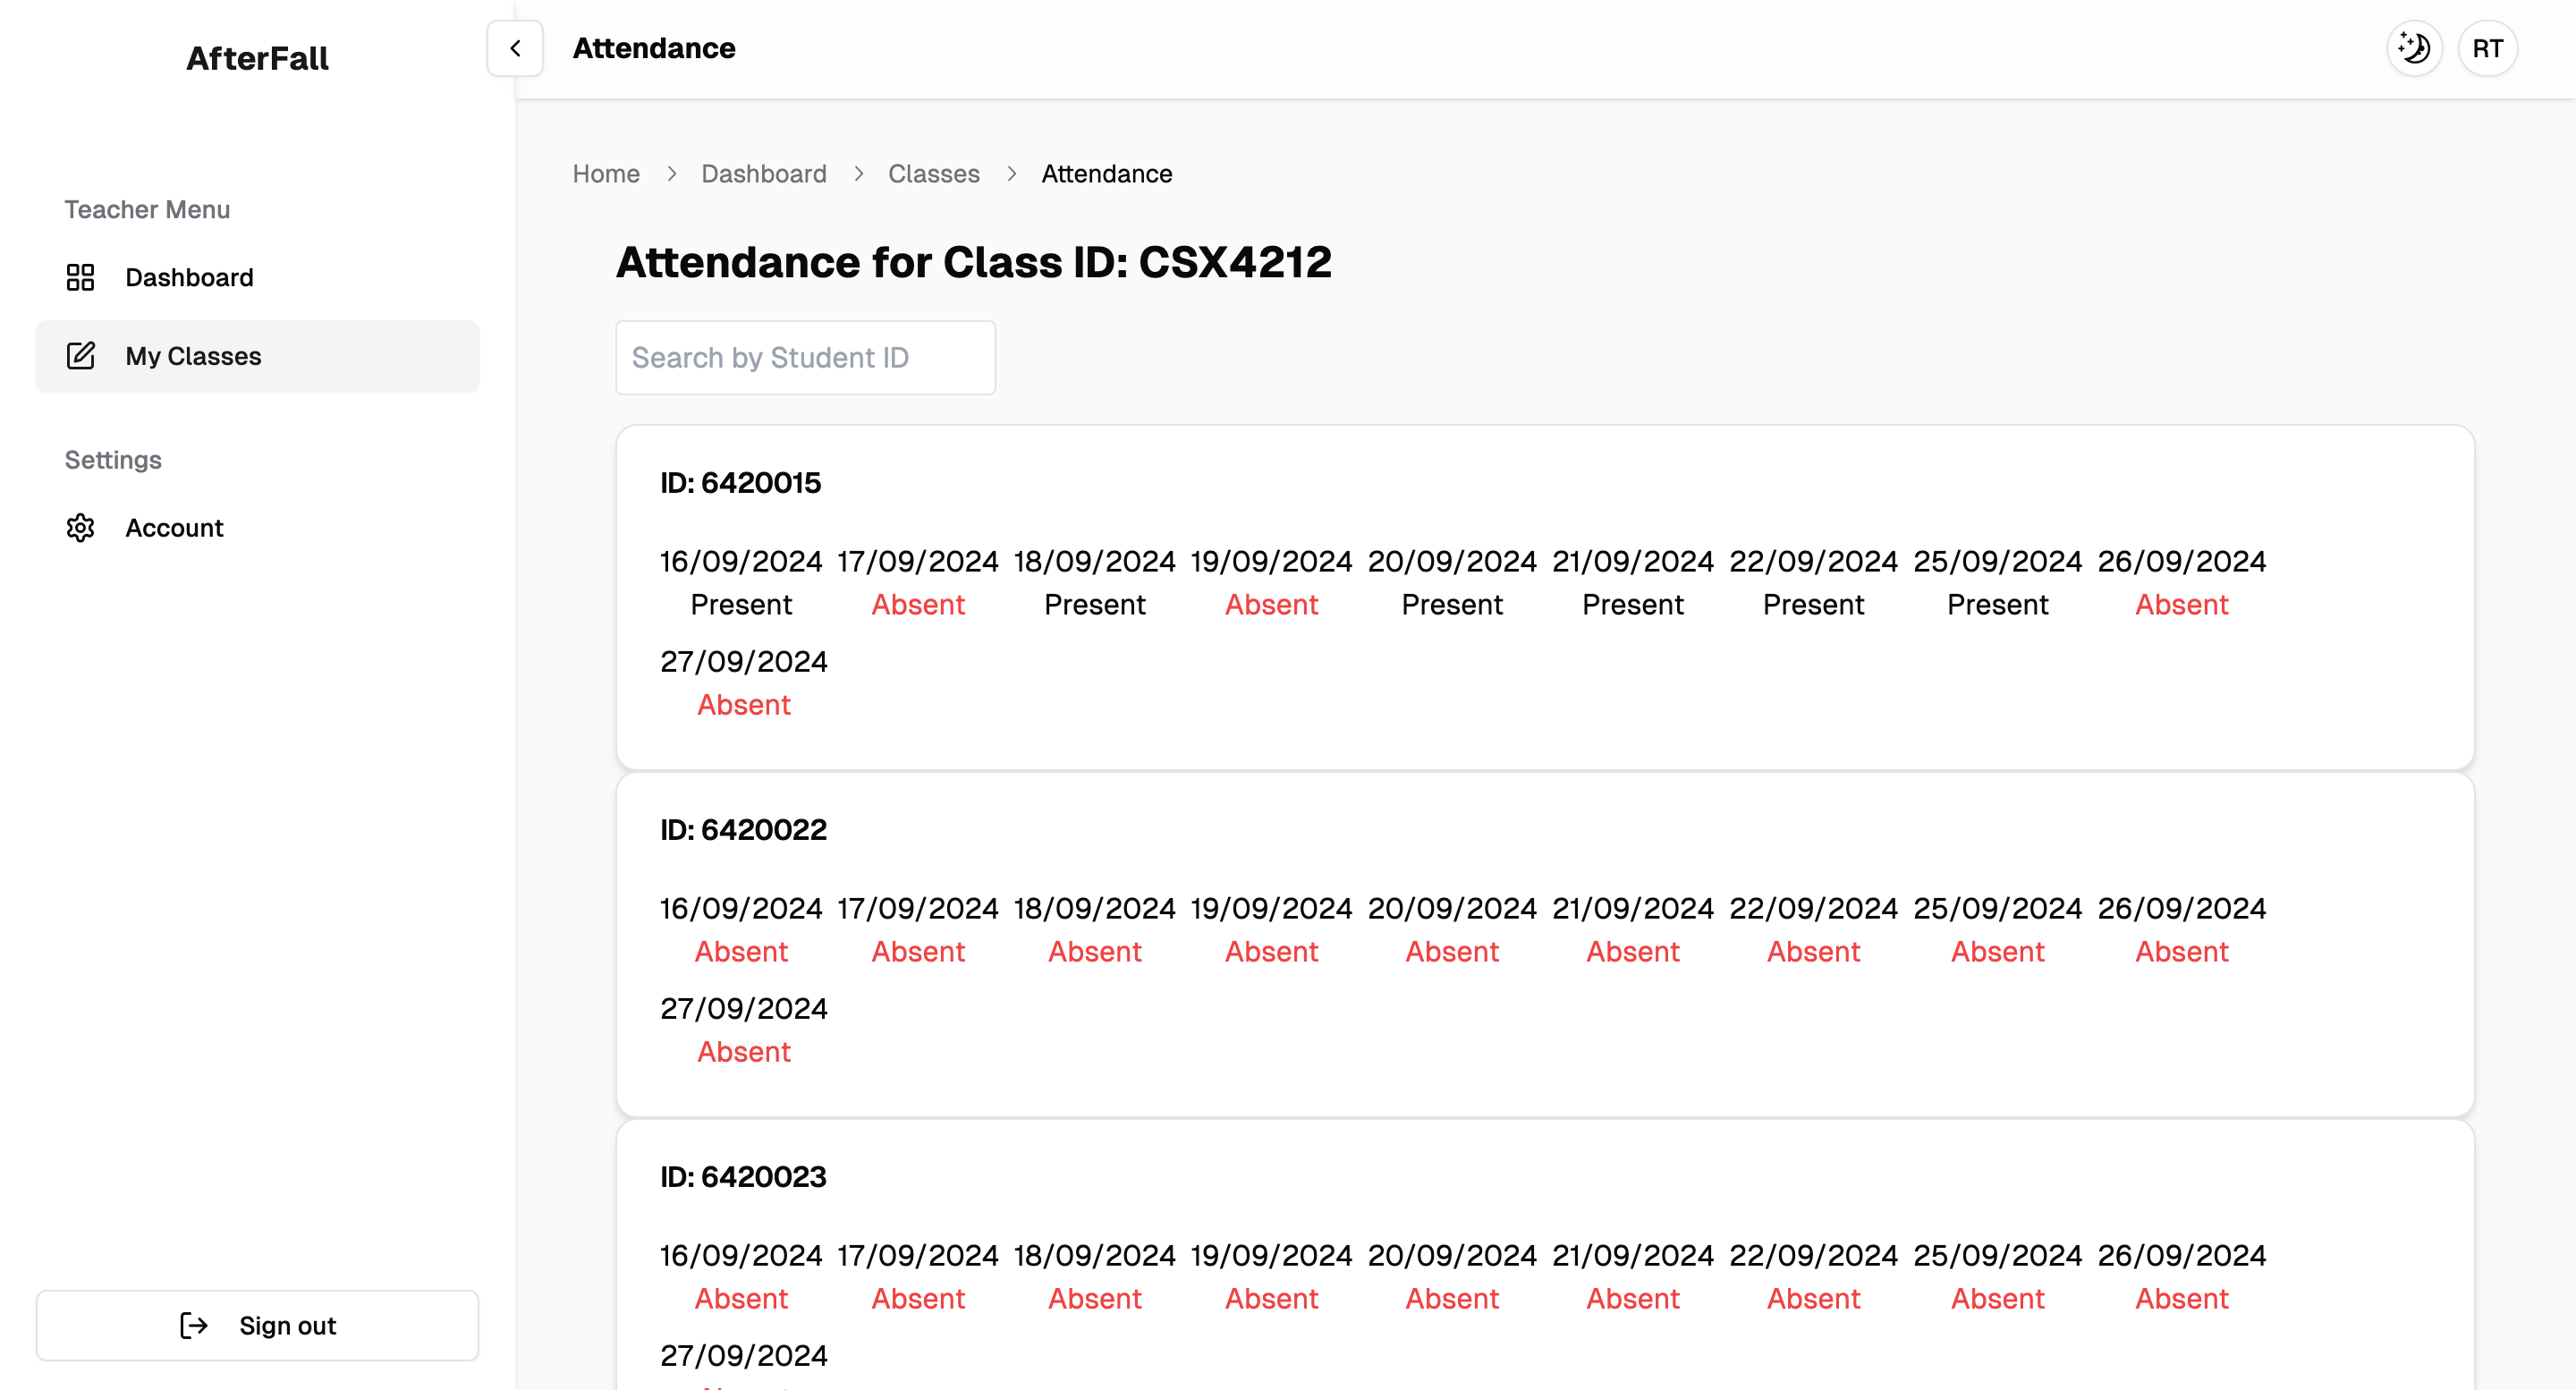 AfterFall
Attendance
RT
Teacher Menu
Dashboard
My Classes
Settings
Account
Sign out
Home > Dashboard > Classes > Attendance
Attendance for Class ID: CSX4212
Search by Student ID
ID: 6420015
16/09/2024 17/09/2024 18/09/2024 19/09/2024 20/09/2024 21/09/2024 22/09/2024 25/09/2024 26/09/2024
Present Absent Present Absent Present Present Present Present Absent
27/09/2024
Absent
ID: 6420022
16/09/2024 17/09/2024 18/09/2024 19/09/2024 20/09/2024 21/09/2024 22/09/2024 25/09/2024 26/09/2024
Absent Absent Absent Absent Absent Absent Absent Absent Absent
27/09/2024
Absent
ID: 6420023
16/09/2024 17/09/2024 18/09/2024 19/09/2024 20/09/2024 21/09/2024 22/09/2024 25/09/2024 26/09/2024
Absent Absent Absent Absent Absent Absent Absent Absent Absent
27/09/2024